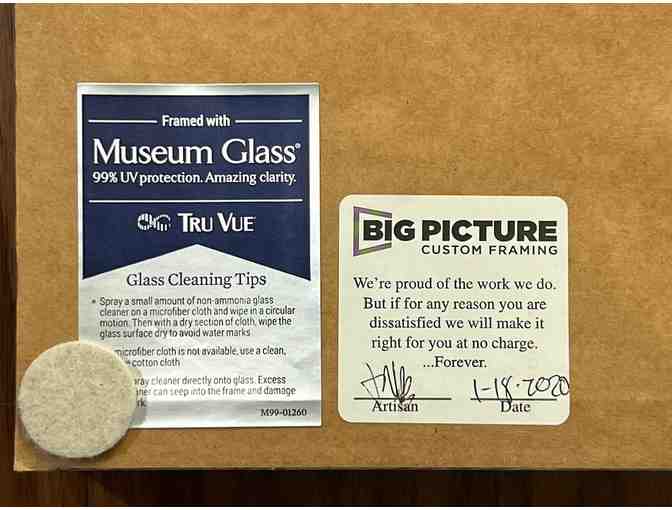 Framed with
Museum Glass®
99% UV protection. Amazing clarity.
TRU VUE®
Glass Cleaning Tips
• Spray a small amount of non-ammonia glass
cleaner on a microfiber cloth and wipe in a circular
motion. Then with a dry section of cloth, wipe the
glass surface dry to avoid water marks
microfiber cloth is not available, use a clean,
cotton cloth
cleaner directly onto glass. Excess
can seep into the frame and damage
M99-01260
BIG PICTURE
CUSTOM FRAMING
We're proud of the work we do.
But if for any reason you are
dissatisfied we will make it
right for you at no charge.
...Forever.
1-18-2020
Artisan Date